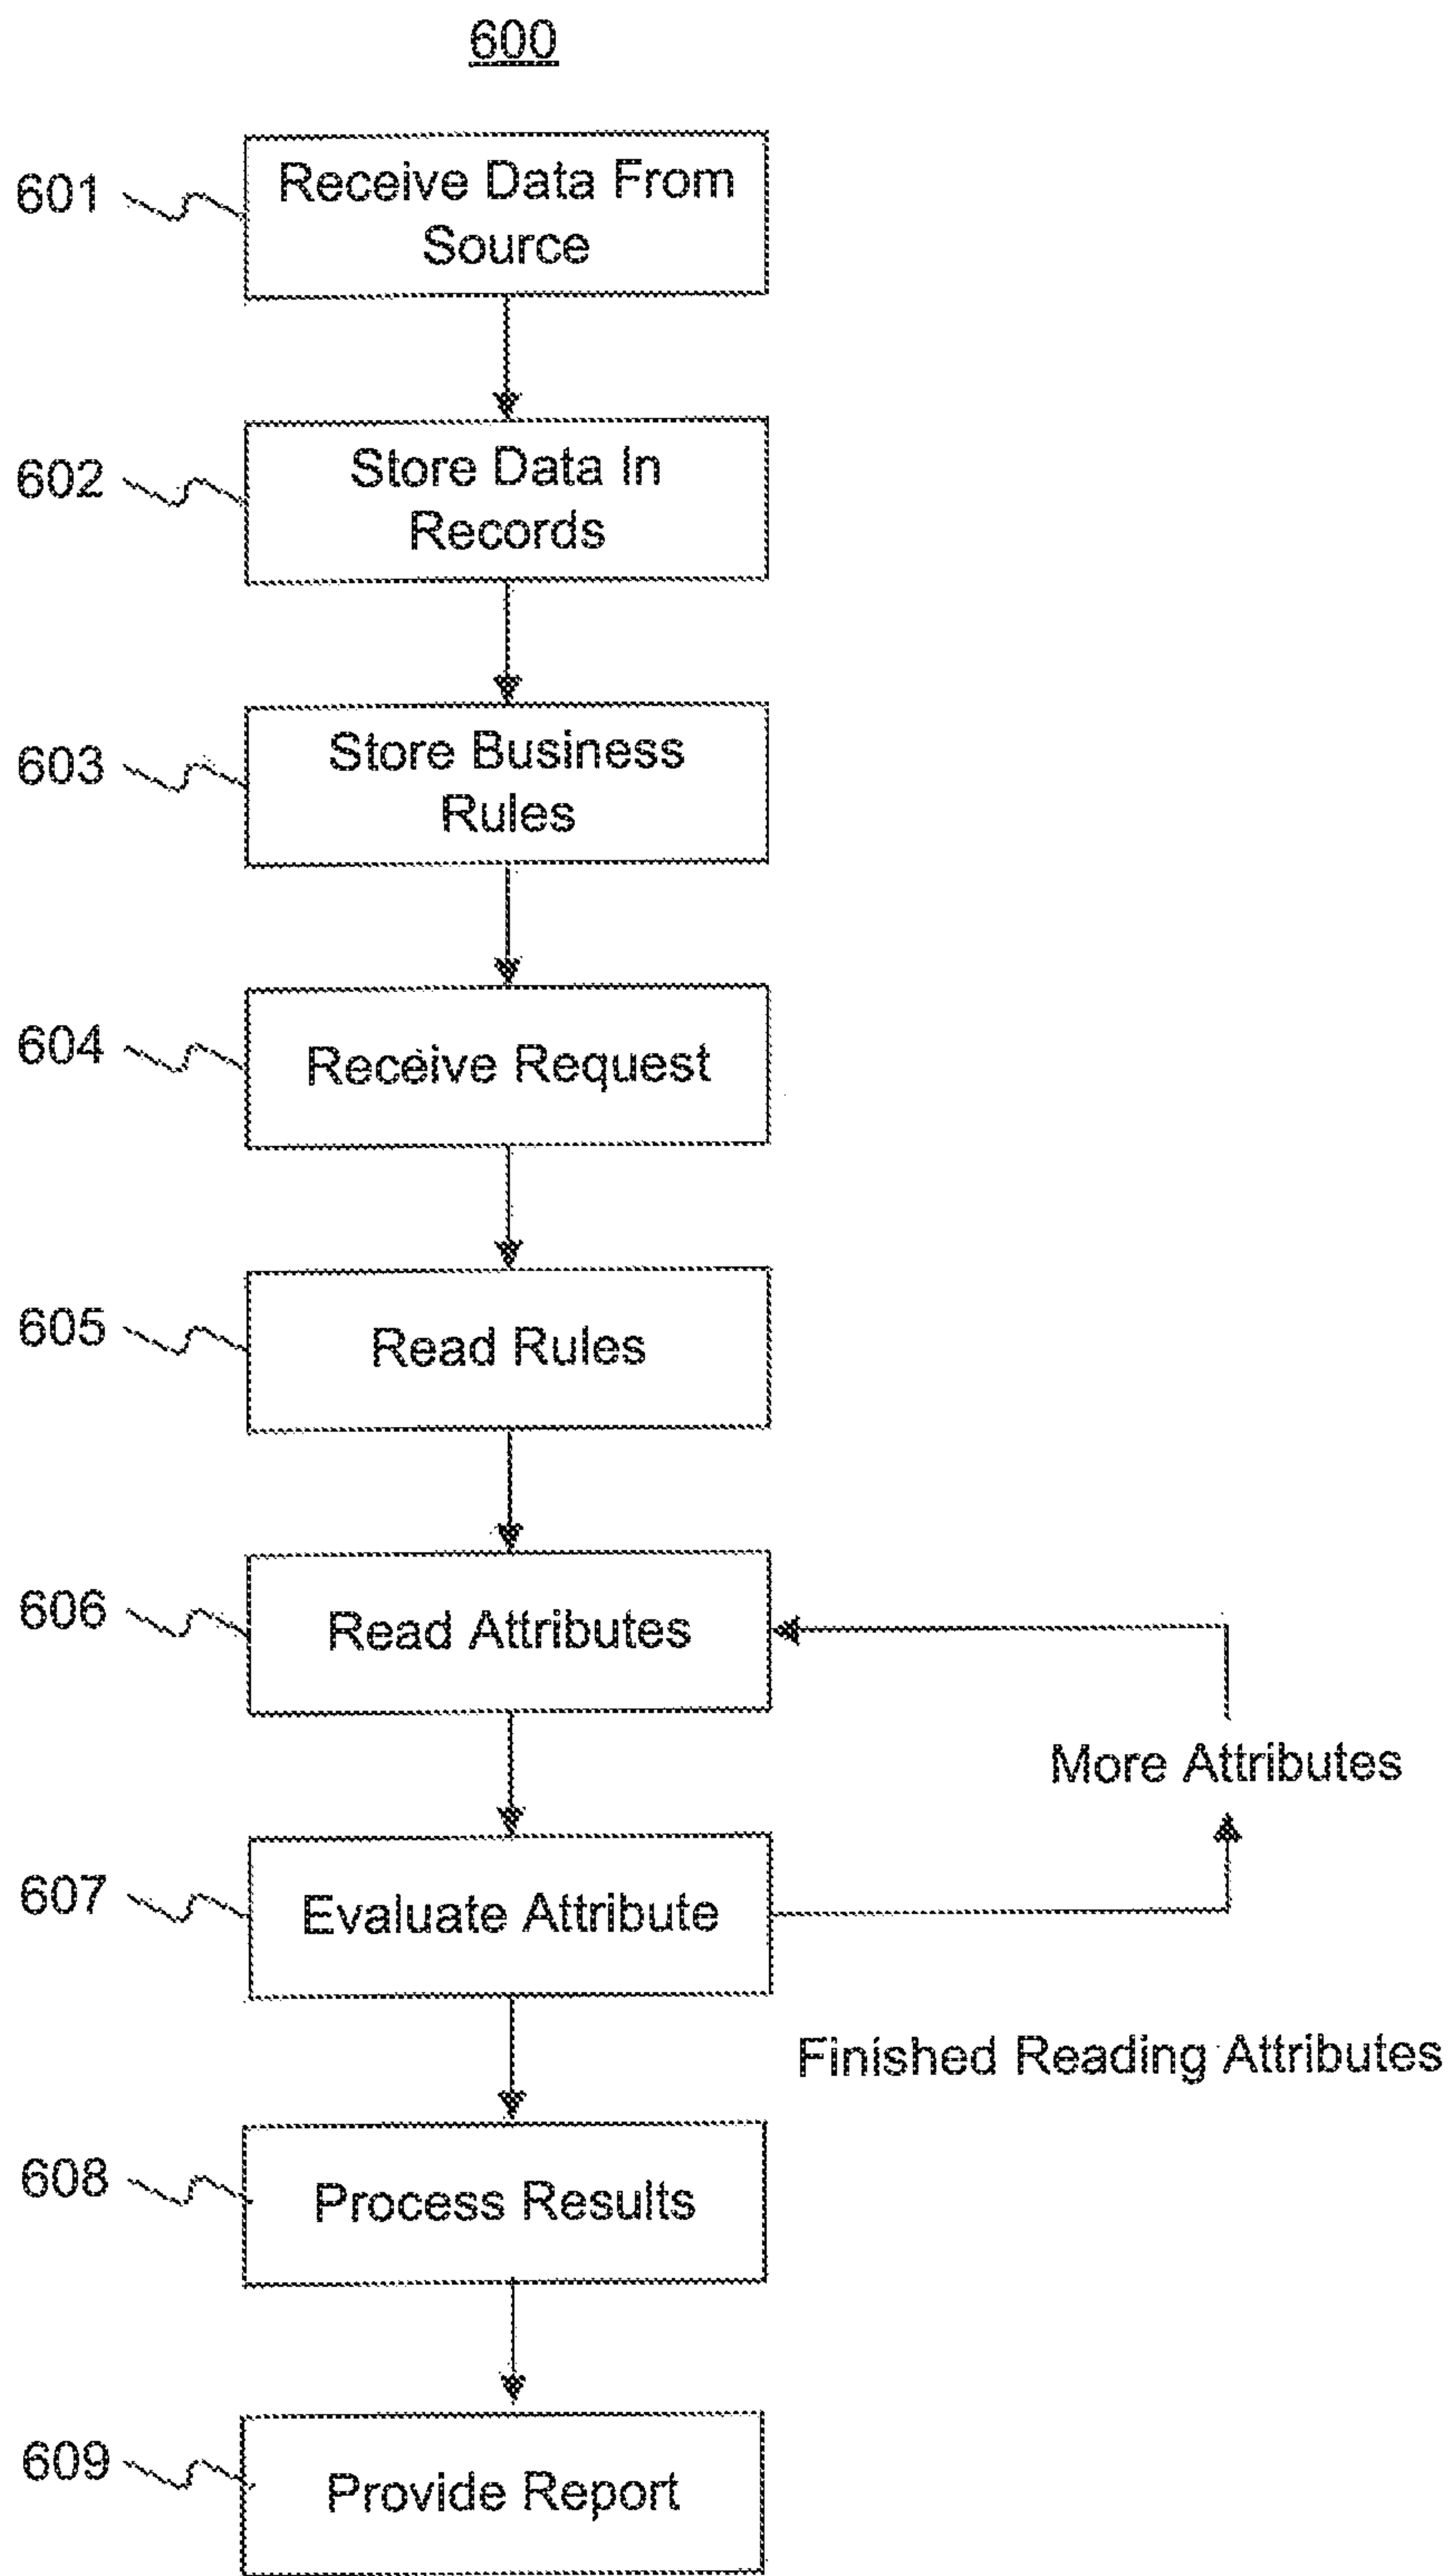 600
601
Receive Data From
Source
602
Store Data In
Records
603
Store Business
Rules
604
Receive Request
605
Read Rules
606
Read Attributes
More Attributes
607
Evaluate Attribute
Finished Reading Attributes
608
Process Results
609
Provide Report